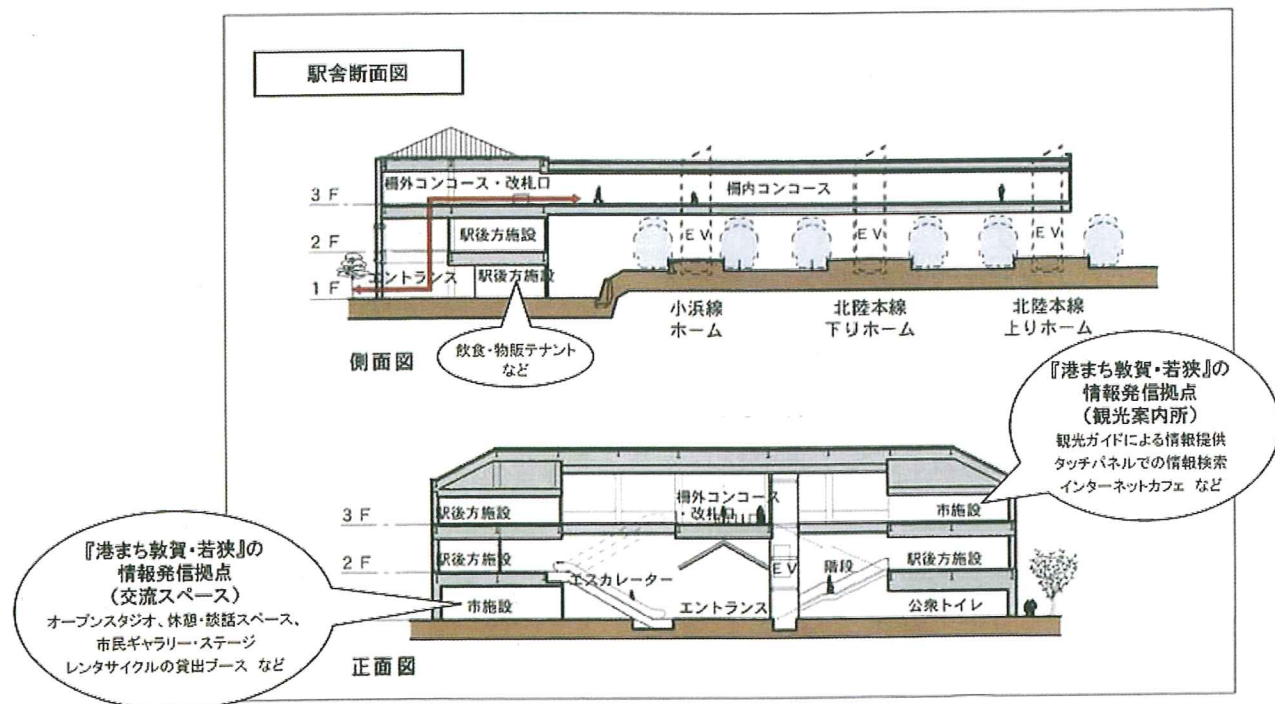 駅舎断面図
柵外コンコース・改札口
柵内コンコース
3F
2F
駅後方施設
EV
EV
EV
1F
エントランス
駅後方施設
小浜線
ホーム
北陸本線
下りホーム
北陸本線
上りホーム
飲食・物販テナント
など
側面図
『港まち敦賀・若狭』の
情報発信拠点
(観光案内所)
観光ガイドによる情報提供
タッチパネルでの情報検索
インターネットカフェ など
柵外コンコース
・改札口
3F
駅後方施設
市施設
2F
駅後方施設
エスカレーター
EV
階段
駅後方施設
市施設
エントランス
公衆トイレ
『港まち敦賀・若狭』の
情報発信拠点
(交流スペース)
オープンスタジオ、休憩・談話スペース、
市民ギャラリー・ステージ
レンタサイクルの貸出ブース など
正面図